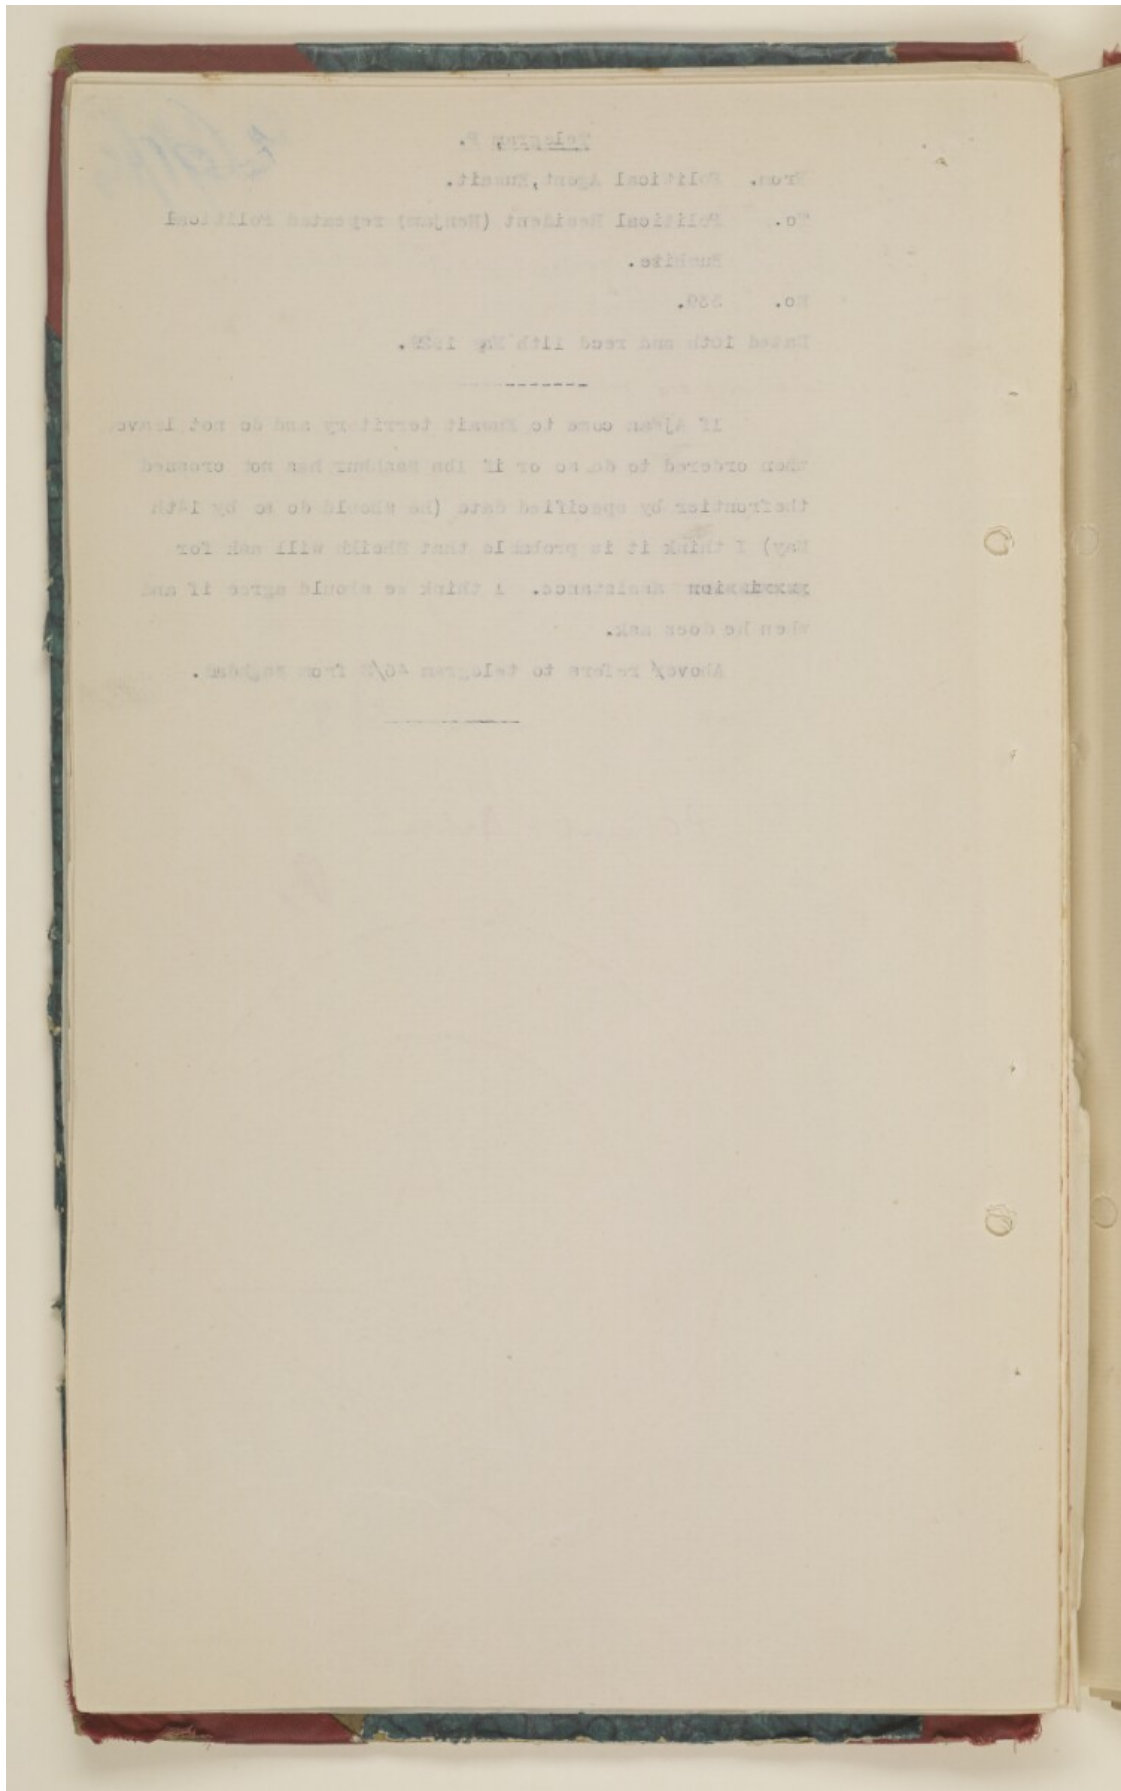 Telegram P.
From. Political Agent, Kuwait.
To. Political Resident (Henjam) repeated Political
Bushire.
No. 339.
Dated 10th and recd 11th May 1929.
If Ajman come to Kuwait territory and do not leave
when ordered to do so or if Ibn Mashhur has not crossed
thefrontier by specified date (he should do so by 14th
May) I think it is probable that Sheikh will ask for
assistance. I think we should agree if and
when he does ask.
Above refers to telegram from Baghdad.